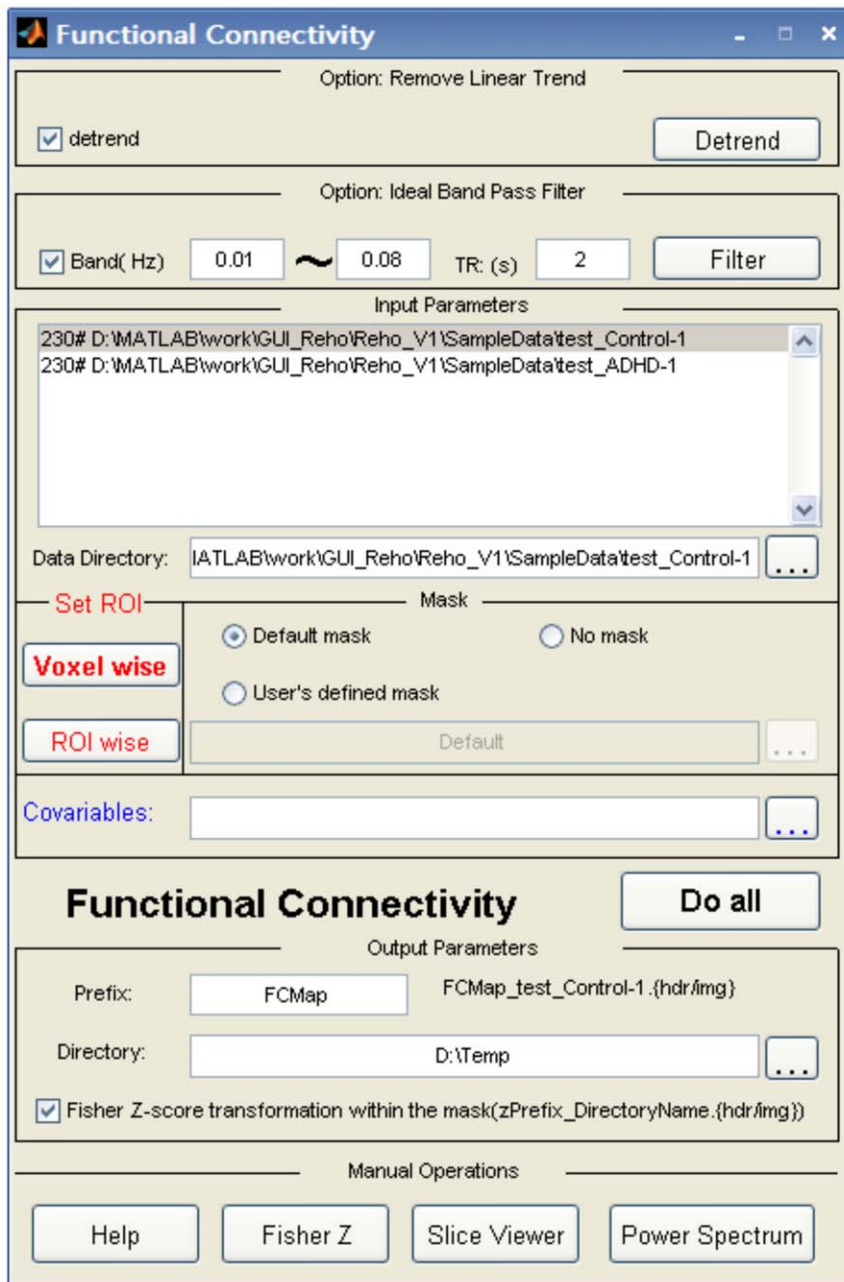 Functional Connectivity
Option: Remove Linear Trend
detrend
Detrend
Option: Ideal Band Pass Filter
Band( Hz) 0.01 ~ 0.08 TR: (s) 2 Filter
Input Parameters
230# D:\MATLAB\work\GUI_Reho\Reho_V1\SampleData\test_Control-1
230# D:\MATLAB\work\GUI_Reho\Reho_V1\SampleData\test_ADHD-1
Data Directory: IATLAB\work\GUI_Reho\Reho_V1\SampleData\test_Control-1 ...
Set ROI
Mask
Default mask No mask
Voxel wise
User's defined mask
ROI wise
Default ...
Covariables: ...
Functional Connectivity
Do all
Output Parameters
Prefix: FCMap FCMap_test_Control-1.{hdr/img}
Directory: D:\Temp ...
Fisher Z-score transformation within the mask(zPrefix_DirectoryName.{hdr/img})
Manual Operations
Help Fisher Z Slice Viewer Power Spectrum